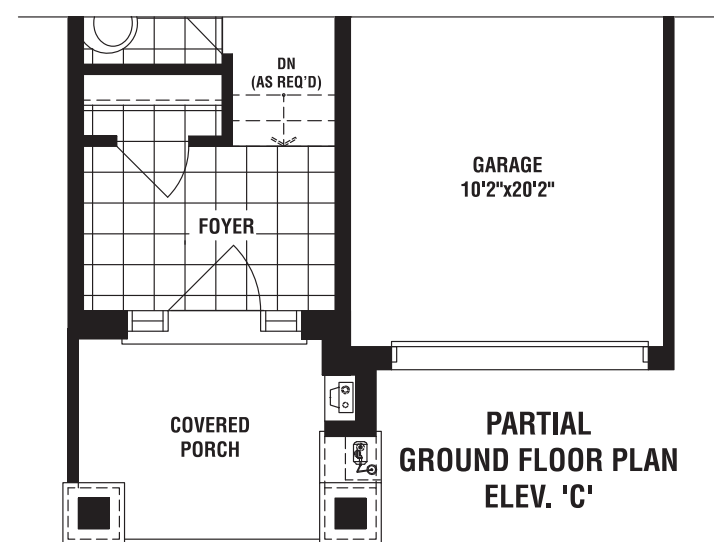 DN
(AS REQ'D)
GARAGE
10'2"x20'2"
FOYER
COVERED
PORCH
PARTIAL
GROUND FLOOR PLAN
ELEV. 'C'